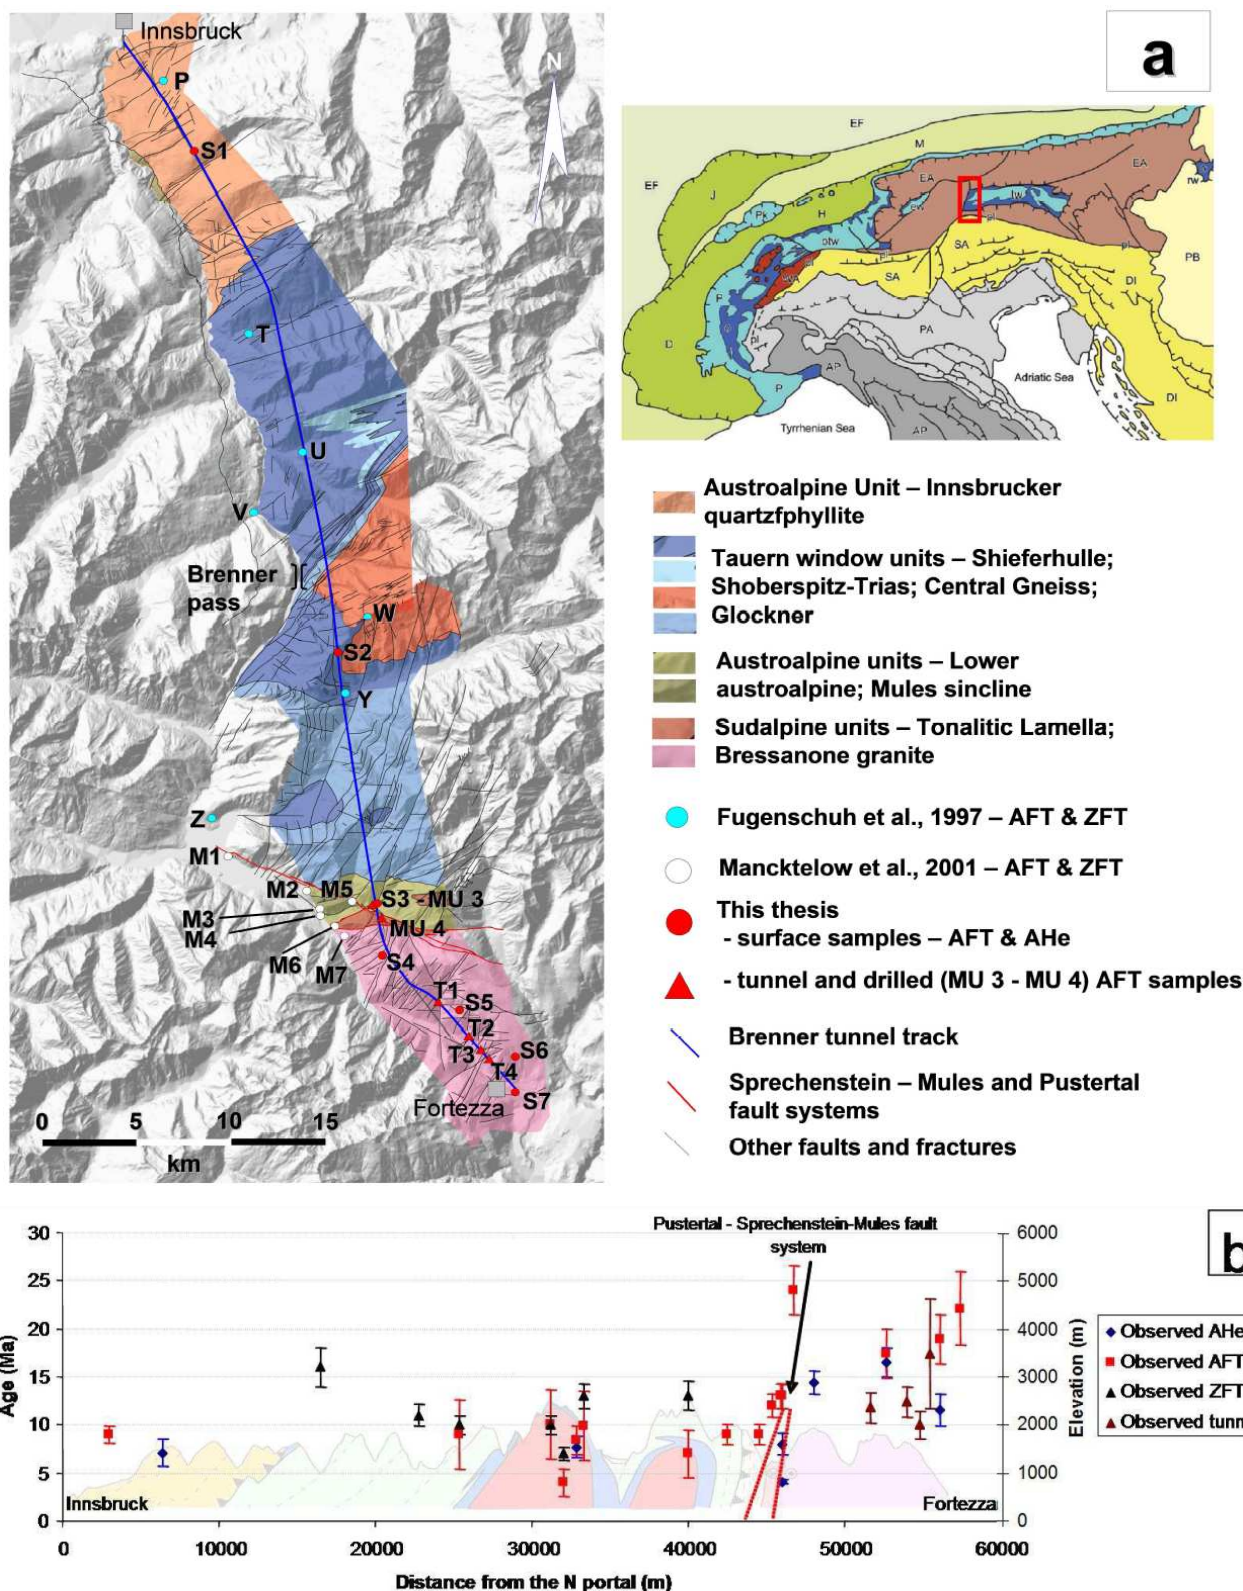 Innsbruck
P
N
S1
T
U
V
Brenner
pass
W
S2
Y
Z
M1
M2
M5
S3 - MU 3
M3
M4
MU 4
M6
M7
S4
T1
S5
T2
T3
S6
T4
Fortezza
S7
0 5 10 15
km
a
EF
M
EA
EA
EF
J
rw
tw
Pk
H
ew
pl
otw
SA
pl
PB
SA
DI
P
PA
D
pl
AP
Adriatic Sea
P
DI
Tyrrhenian Sea
AP
Austroalpine Unit – Innsbrucker
quartzfphyllite
Tauern window units – Shieferhulle;
Shoberspitz-Trias; Central Gneiss;
Glockner
Austroalpine units – Lower
austroalpine; Mules sincline
Sudalpine units – Tonalitic Lamella;
Bressanone granite
Fugenschuh et al., 1997 – AFT & ZFT
Mancktelow et al., 2001 – AFT & ZFT
This thesis
- surface samples – AFT & AHe
- tunnel and drilled (MU 3 - MU 4) AFT samples
Brenner tunnel track
Sprechenstein – Mules and Pustertal
fault systems
Other faults and fractures
b
Pustertal - Sprechenstein-Mules fault
system
30
25
20
15
10
5
0
Age (Ma)
6000
5000
4000
3000
2000
1000
0
Elevation (m)
Observed AHe
Observed AFT
Observed ZFT
Observed tunn
Innsbruck
Fortezza
0 10000 20000 30000 40000 50000 60000
Distance from the N portal (m)